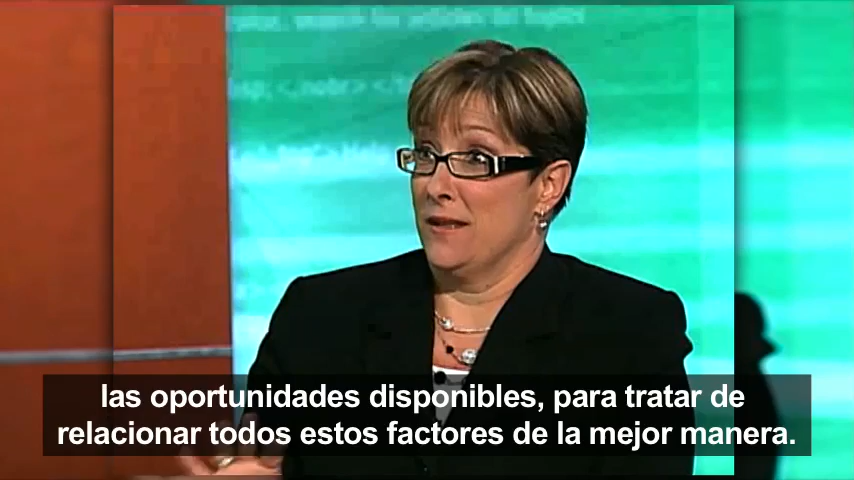 las oportunidades disponibles, para tratar de
relacionar todos estos factores de la mejor manera.